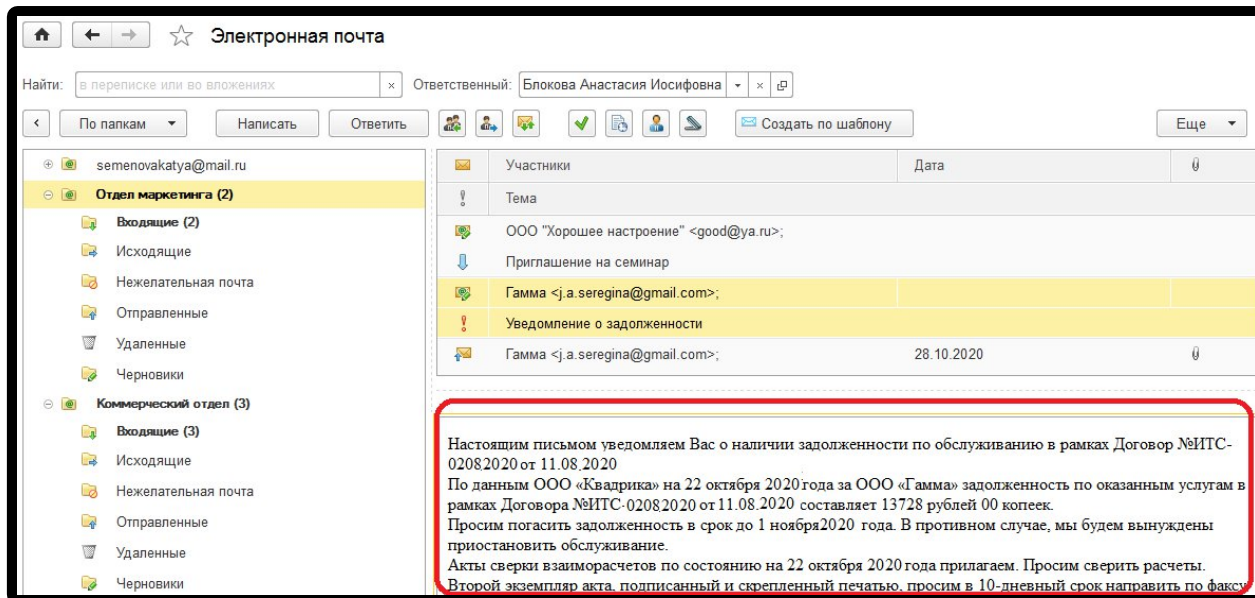 Электронная почта
Найти: в переписке или во вложениях × Ответственный: Блокова Анастасия Иосифовна
По папкам Написать Ответить Создать по шаблону Еще
semenovakatya@mail.ru
Отдел маркетинга (2)
Входящие (2)
Исходящие
Нежелательная почта
Отправленные
Удаленные
Черновики
Коммерческий отдел (3)
Входящие (3)
Исходящие
Нежелательная почта
Отправленные
Удаленные
Черновики
Участники Дата
Тема
ООО "Хорошее настроение" <good@ya.ru>;
Приглашение на семинар
Гамма <j.a.seregina@gmail.com>;
Уведомление о задолженности
Гамма <j.a.seregina@gmail.com>; 28.10.2020
Настоящим письмом уведомляем Вас о наличии задолженности по обслуживанию в рамках Договор №ИТС-
02082020 от 11.08.2020
По данным ООО «Квадрика» на 22 октября 2020 года за ООО «Гамма» задолженность по оказанным услугам в
рамках Договора №ИТС-02082020 от 11.08.2020 составляет 13728 рублей 00 копеек.
Просим погасить задолженность в срок до 1 ноября2020 года. В противном случае, мы будем вынуждены
приостановить обслуживание.
Акты сверки взаиморасчетов по состоянию на 22 октября 2020 года прилагаем. Просим сверить расчеты.
Второй экземпляр акта, подписанный и скрепленный печатью, просим в 10-дневный срок направить по факсу